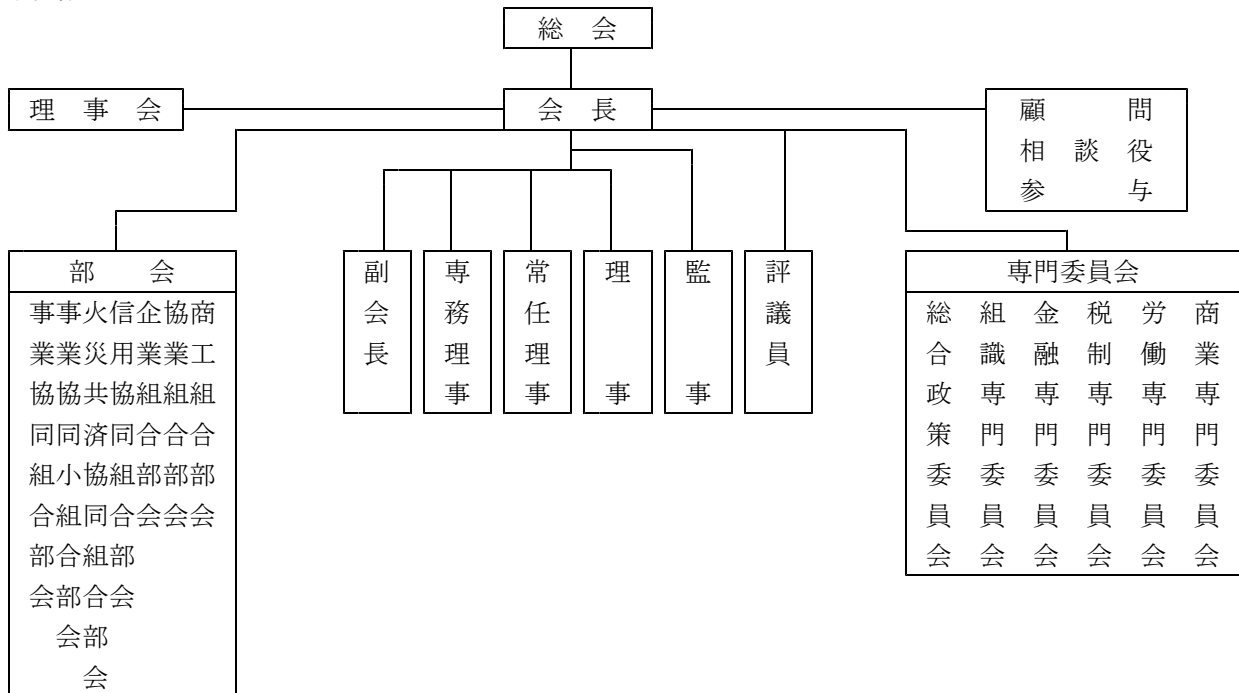 総会
理事会
会長
顧問
相談役
参与
部会
事業協同組合部会
事業協同小組合部会
火災共済協同組合部会
信用協同組合部会
企業組合部会
協業組合部会
商工組合部会
副会長
専務理事
常任理事
理事
監事
評議員
専門委員会
総合政策委員会
組識専門委員会
金融専門委員会
税制専門委員会
労働専門委員会
商業専門委員会